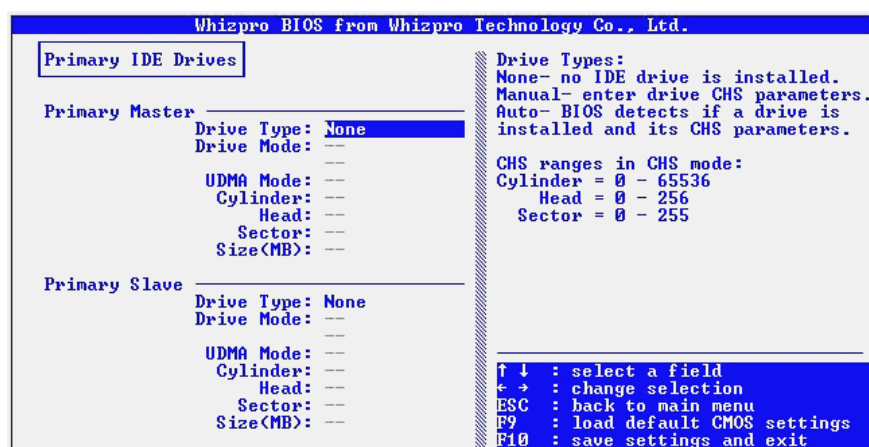 Whizpro BIOS from Whizpro Technology Co., Ltd.
Primary IDE Drives
Primary Master
Drive Type: None
Drive Mode: --
--
UDMA Mode: --
Cylinder: --
Head: --
Sector: --
Size(MB): --
Primary Slave
Drive Type: None
Drive Mode: --
--
UDMA Mode: --
Cylinder: --
Head: --
Sector: --
Size(MB): --
Drive Types:
None- no IDE drive is installed.
Manual- enter drive CHS parameters.
Auto- BIOS detects if a drive is
installed and its CHS parameters.
CHS ranges in CHS mode:
Cylinder = 0 - 65536
Head = 0 - 256
Sector = 0 - 255
↑ ↓ : select a field
← → : change selection
ESC : back to main menu
F9 : load default CMOS settings
F10 : save settings and exit